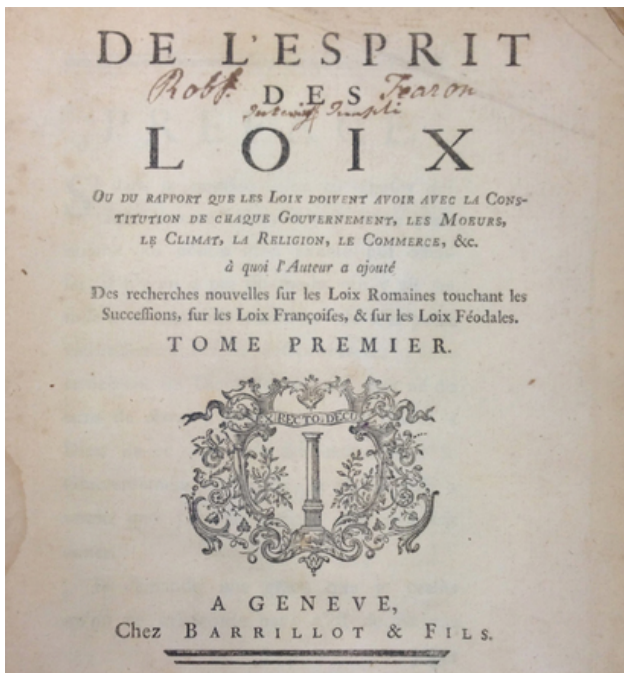 DE L'ESPRIT
Robt. DES Fearon
LOIX
OU DU RAPPORT QUE LES LOIX DOIVENT AVOIR AVEC LA CONS-
TITUTION DE CHAQUE GOUVERNEMENT, LES MOEURS,
LE CLIMAT, LA RELIGION, LE COMMERCE, &c.
à quoi l'Auteur a ajouté
Des recherches nouvelles ſur les Loix Romaines touchant les
Succeſſions, ſur les Loix Françoiſes, & ſur les Loix Féodales.
TOME PREMIER.
EX RECTO DECUS
A GENEVE,
Chez BARRILLOT & FILS.